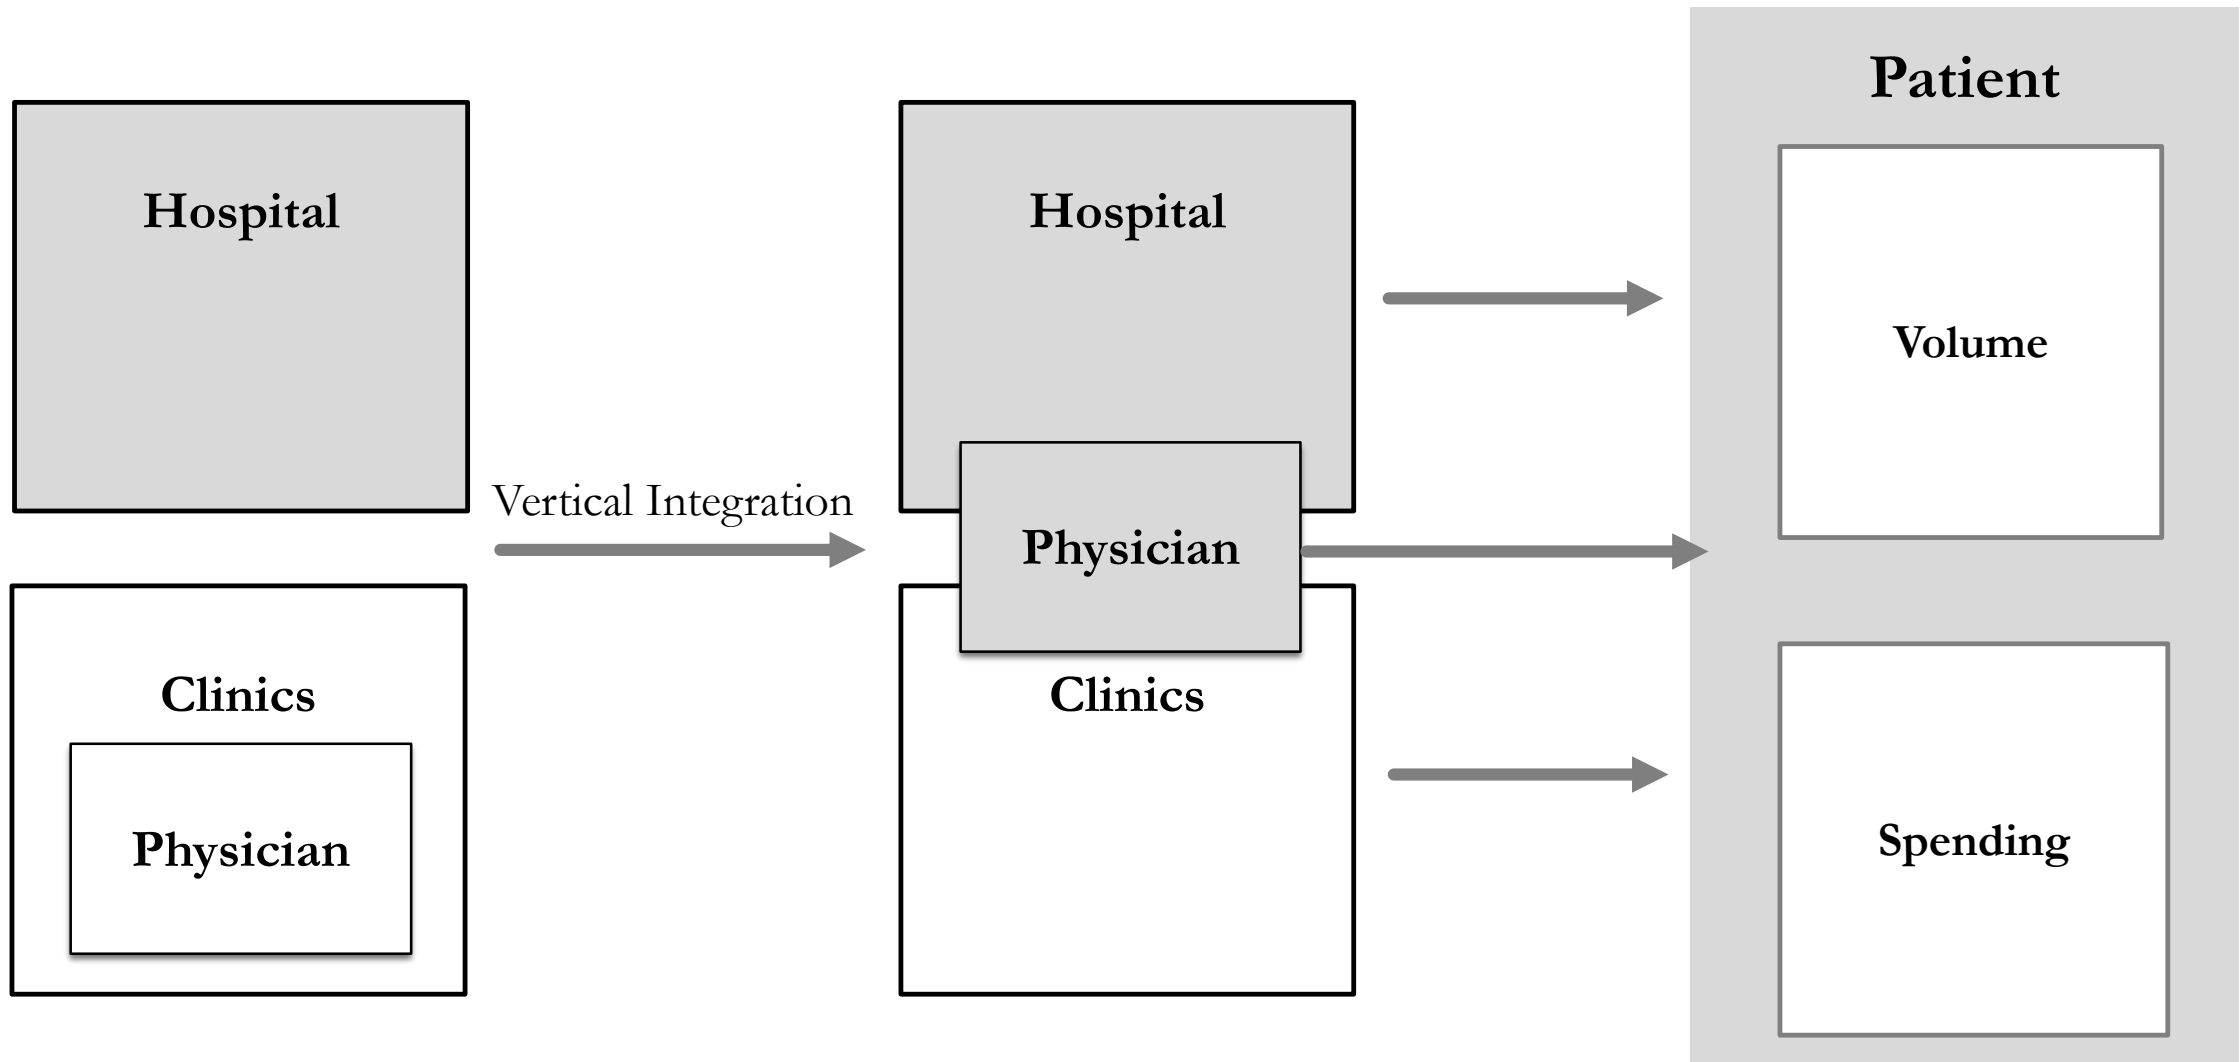 Hospital
Clinics
Physician
Vertical Integration
Hospital
Physician
Clinics
Patient
Volume
Spending